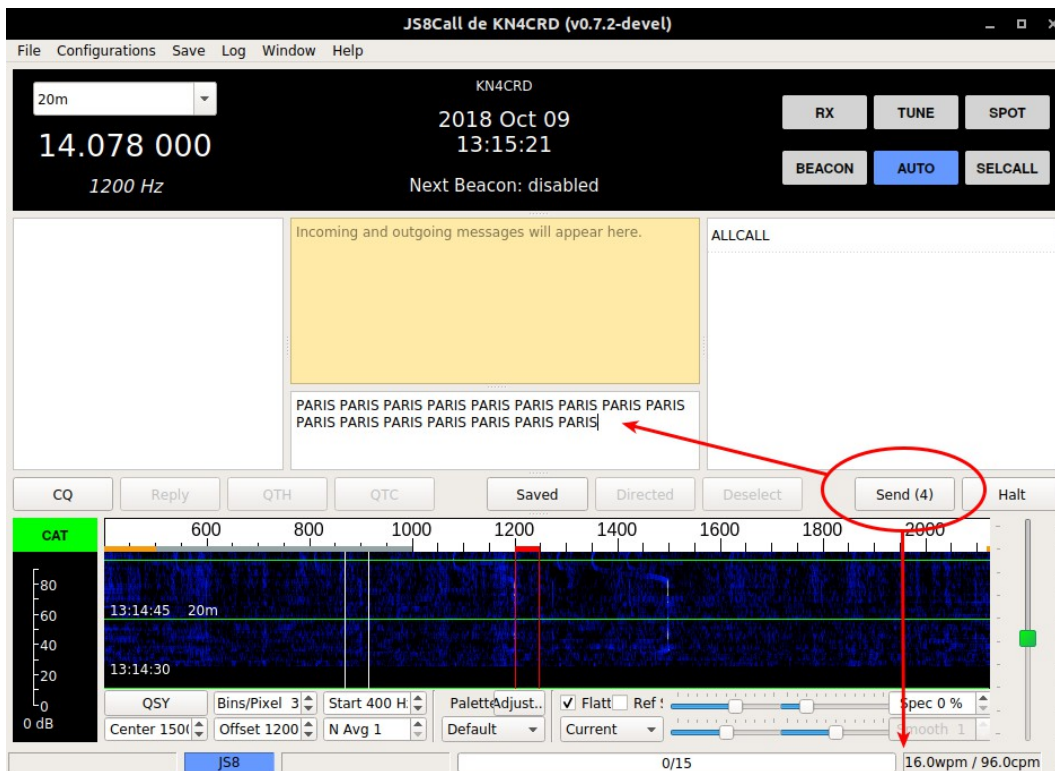 JS8Call de KN4CRD (v0.7.2-devel)
File Configurations Save Log Window Help
20m
14.078 000
1200 Hz
KN4CRD
2018 Oct 09
13:15:21
Next Beacon: disabled
RX TUNE SPOT
BEACON AUTO SELCALL
Incoming and outgoing messages will appear here.
ALLCALL
PARIS PARIS PARIS PARIS PARIS PARIS PARIS PARIS PARIS
PARIS PARIS PARIS PARIS PARIS PARIS PARIS
CQ Reply QTH QTC Saved Directed Deselect Send (4) Halt
CAT
600 800 1000 1200 1400 1600 1800 2000
80
60
40
20
0
0 dB
13:14:45 20m
13:14:30
QSY Bins/Pixel 3 Start 400 H Palette Adjust.. Flatt Ref Spec 0 %
Center 150 Offset 1200 N Avg 1 Default Current Smooth 1
JS8 0/15 16.0wpm / 96.0cpm